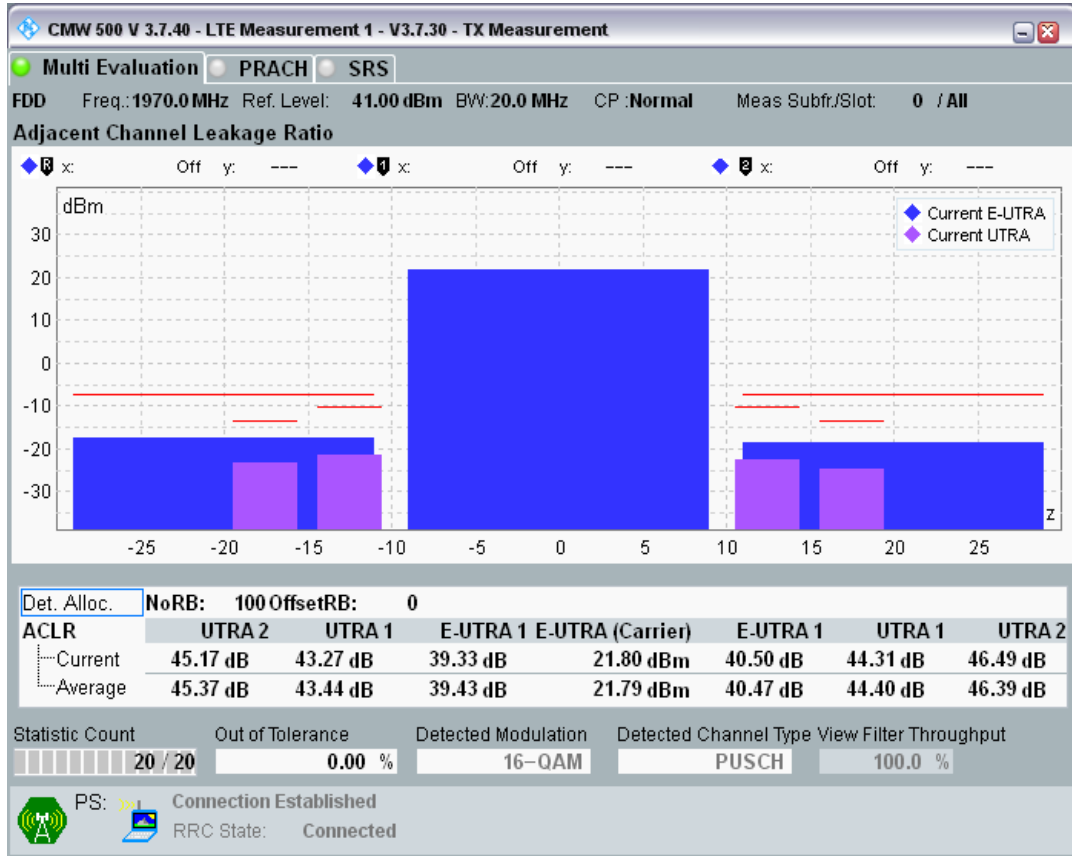 CMW 500 V 3.7.40 - LTE Measurement 1 - V3.7.30 - TX Measurement
Multi Evaluation PRACH SRS
FDD Freq.: 1970.0 MHz Ref. Level: 41.00 dBm BW: 20.0 MHz CP : Normal Meas Subfr./Slot: 0 / All
Adjacent Channel Leakage Ratio
R x: Off y: --- 1 x: Off y: --- 2 x: Off y: ---
dBm
Current E-UTRA
Current UTRA
30
20
10
0
-10
-20
-30
z
-25 -20 -15 -10 -5 0 5 10 15 20 25
Det. Alloc. NoRB: 100 OffsetRB: 0
ACLR UTRA 2 UTRA 1 E-UTRA 1 E-UTRA (Carrier) E-UTRA 1 UTRA 1 UTRA 2
Current 45.17 dB 43.27 dB 39.33 dB 21.80 dBm 40.50 dB 44.31 dB 46.49 dB
Average 45.37 dB 43.44 dB 39.43 dB 21.79 dBm 40.47 dB 44.40 dB 46.39 dB
Statistic Count Out of Tolerance Detected Modulation Detected Channel Type View Filter Throughput
20 / 20 0.00 % 16-QAM PUSCH 100.0 %
PS: Connection Established
RRC State: Connected